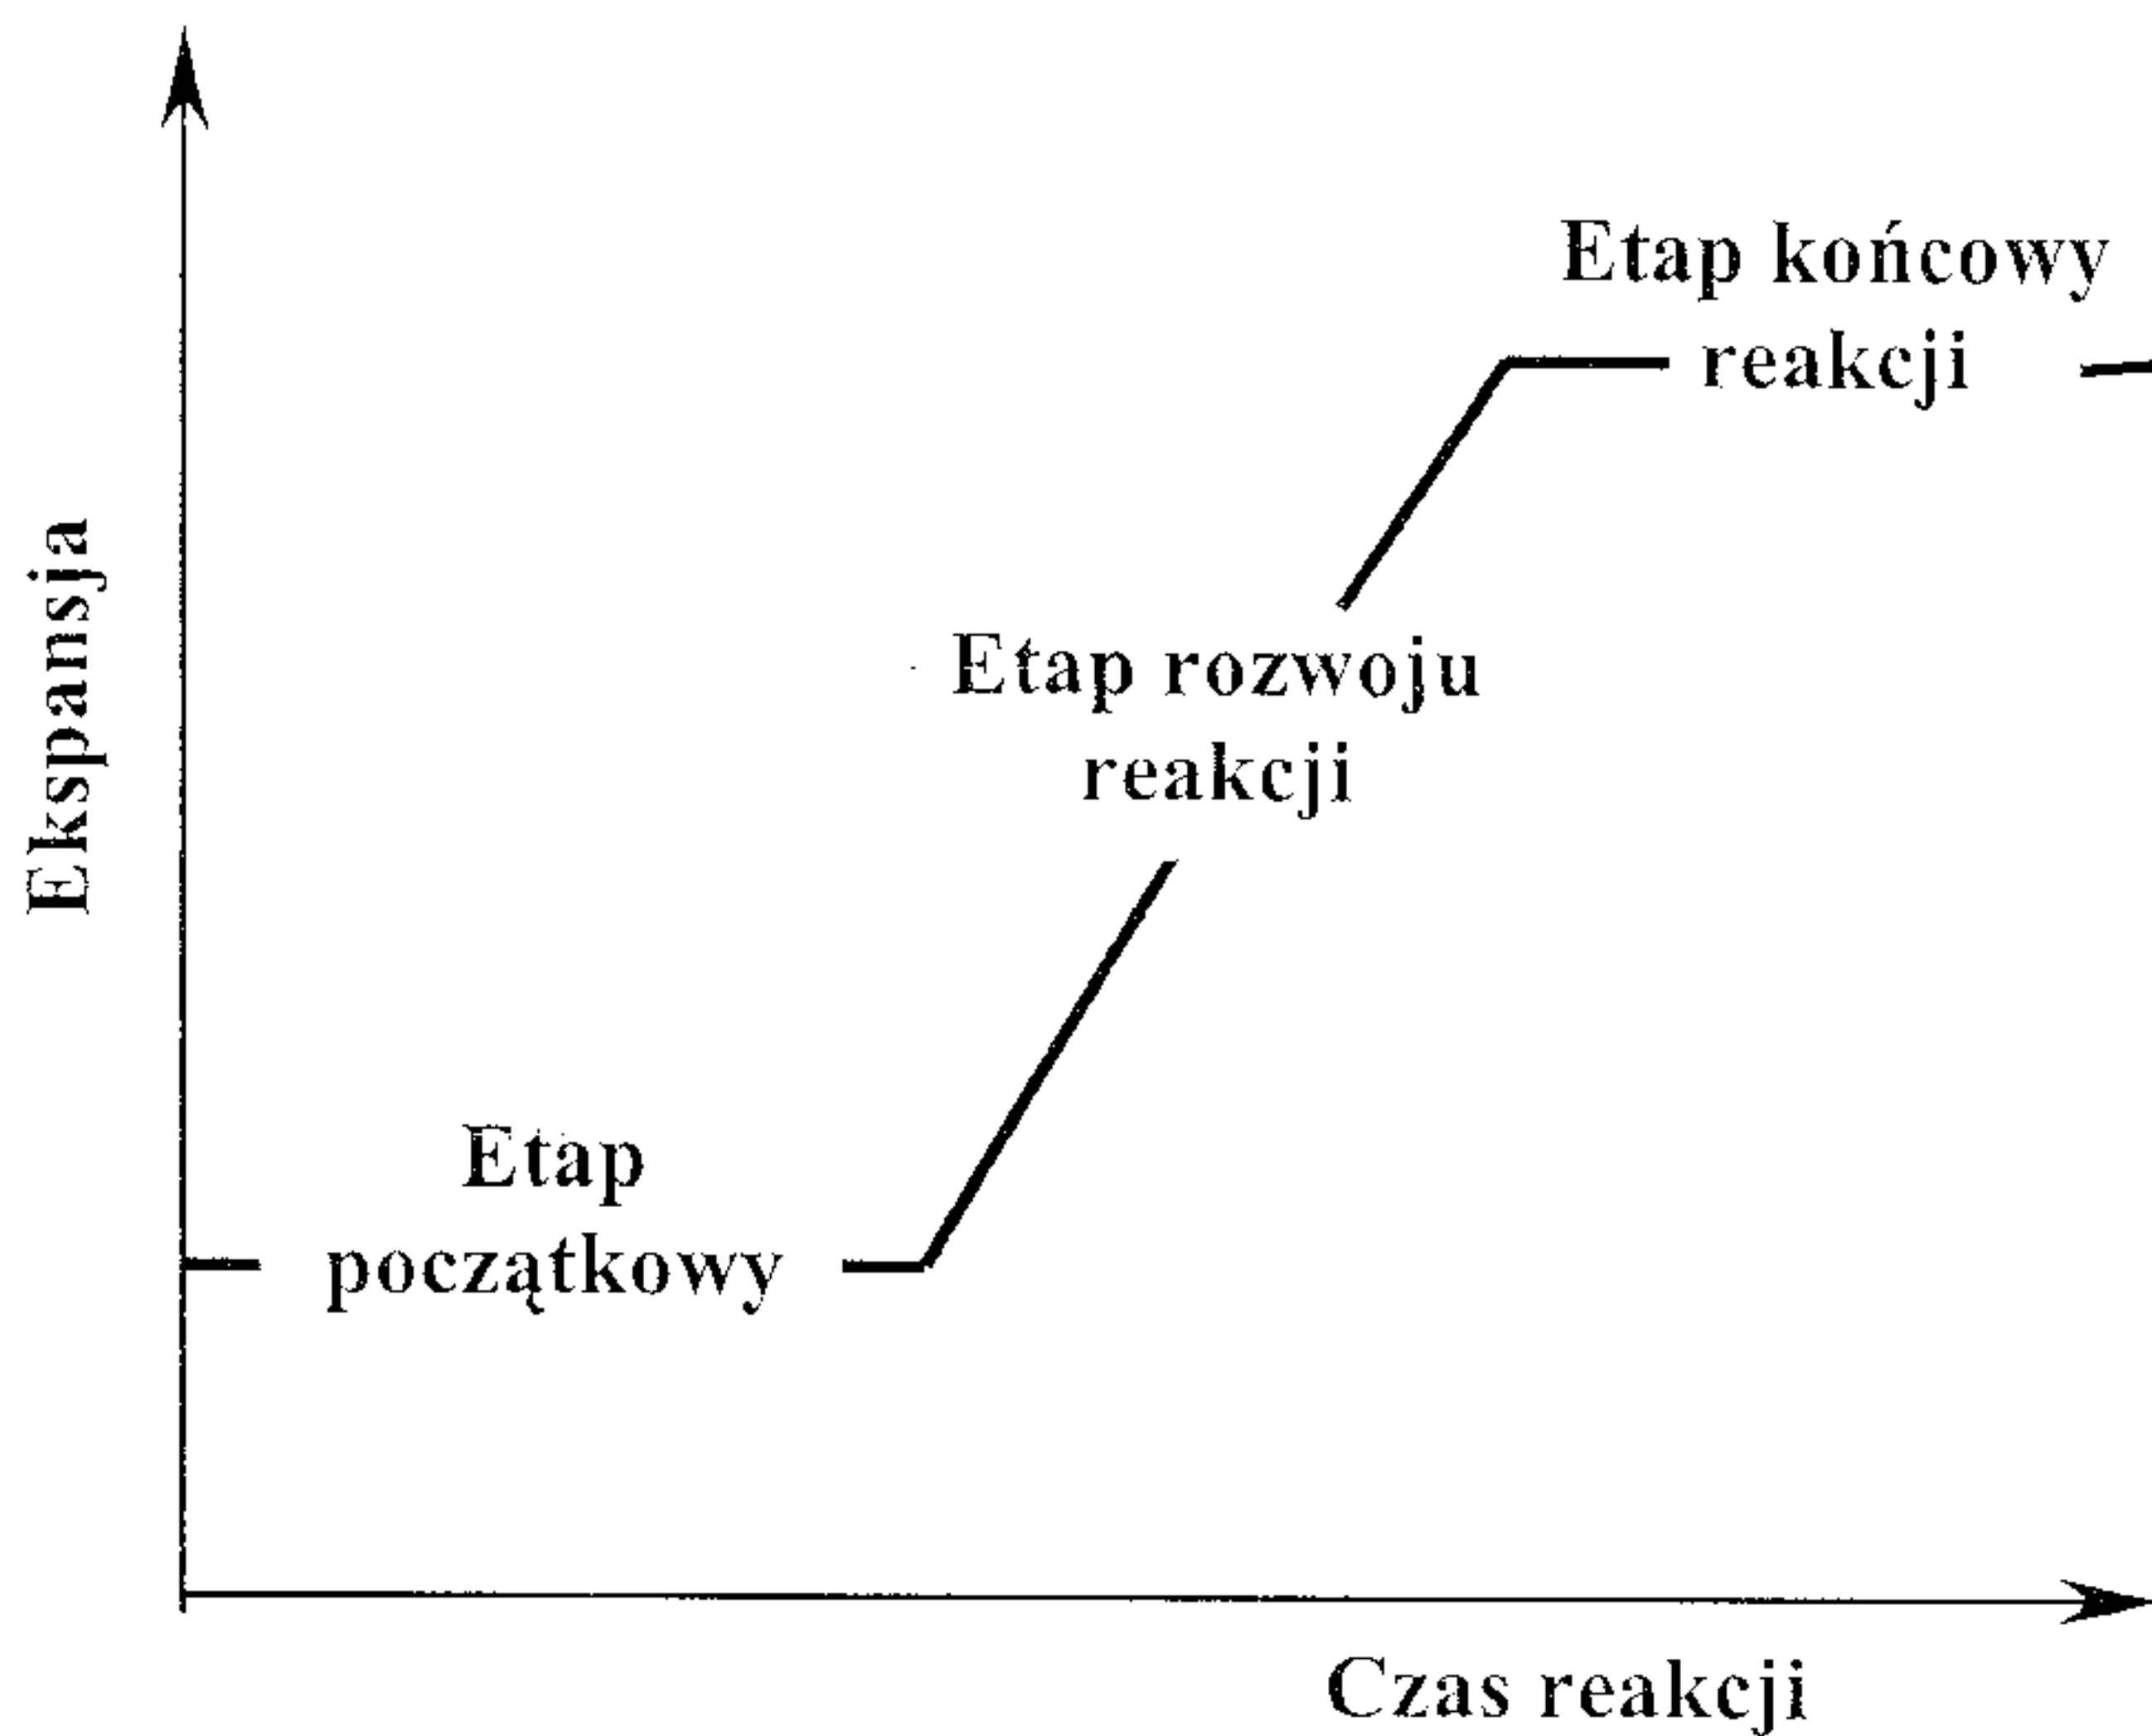 Etap końcowy
reakcji
Ekspansja
Etap rozwoju
reakcji
Etap
początkowy
Czas reakcji